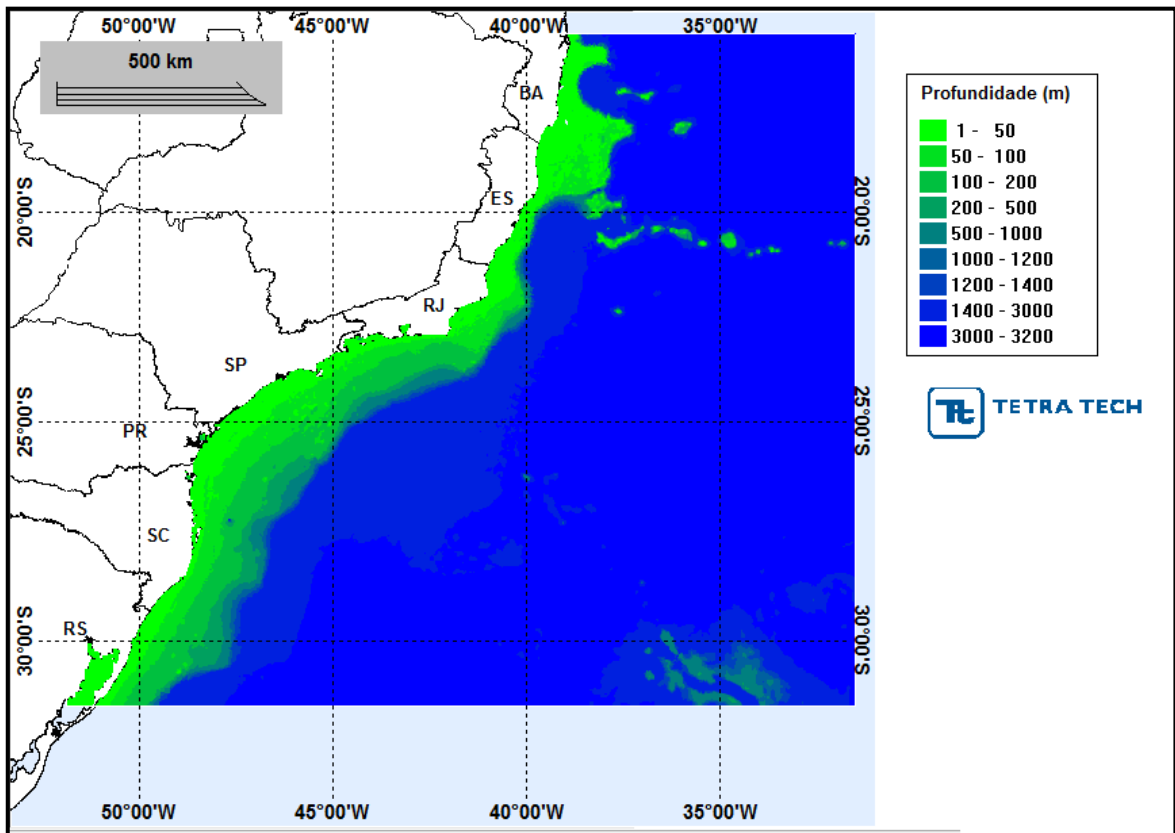 50°00'W 45°00'W 40°00'W 35°00'W
500 km
BA
ES
RJ
SP
PR
SC
RS
20°00'S
25°00'S
30°00'S
20°00'S
25°00'S
30°00'S
50°00'W 45°00'W 40°00'W 35°00'W
Profundidade (m)
1 - 50
50 - 100
100 - 200
200 - 500
500 - 1000
1000 - 1200
1200 - 1400
1400 - 3000
3000 - 3200
Tt TETRA TECH